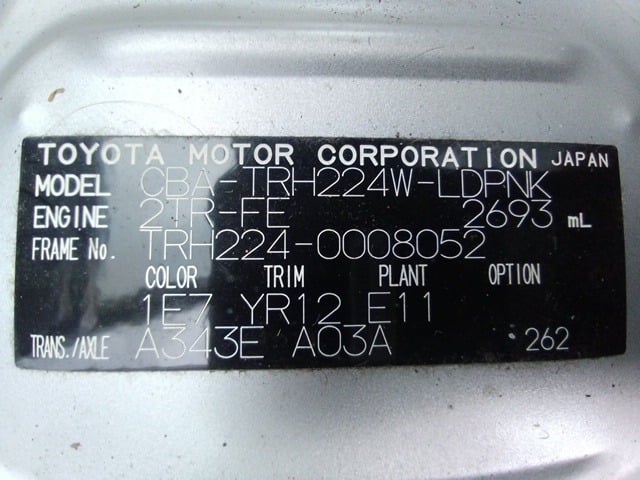 TOYOTA MOTOR CORPORATION JAPAN
MODEL CBA-TRH224W-LDPNK
ENGINE 2TR-FE 2693 mL
FRAME No. TRH224-0008052
COLOR TRIM PLANT OPTION
1E7 YR12 E11
TRANS./AXLE A343E A03A 262